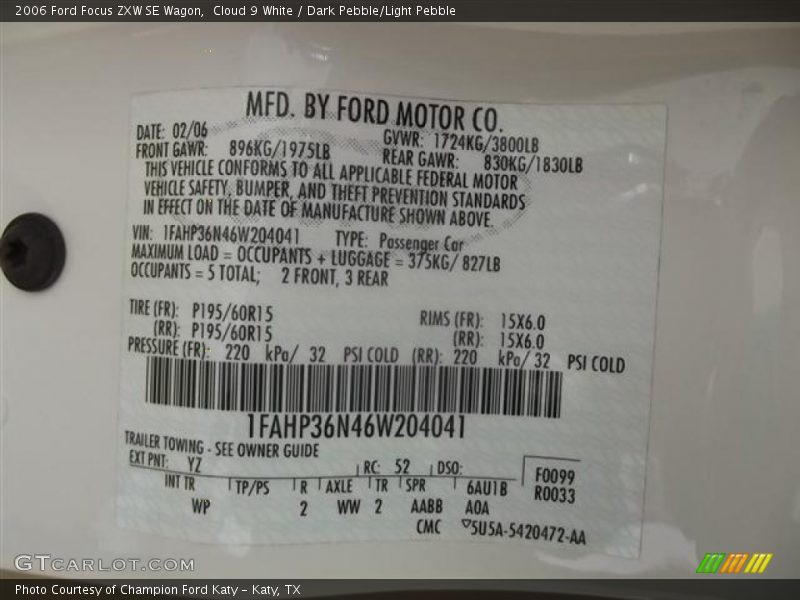 2006 Ford Focus ZXW SE Wagon, Cloud 9 White / Dark Pebble/Light Pebble
MFD. BY FORD MOTOR CO.
DATE: 02/06 GVWR: 1724KG/3800LB
FRONT GAWR: 896KG/1975LB REAR GAWR: 830KG/1830LB
THIS VEHICLE CONFORMS TO ALL APPLICABLE FEDERAL MOTOR
VEHICLE SAFETY, BUMPER, AND THEFT PREVENTION STANDARDS
IN EFFECT ON THE DATE OF MANUFACTURE SHOWN ABOVE.
VIN: 1FAHP36N46W204041 TYPE: Passenger Car
MAXIMUM LOAD = OCCUPANTS + LUGGAGE = 375KG/ 827LB
OCCUPANTS = 5 TOTAL; 2 FRONT, 3 REAR
TIRE (FR): P195/60R15 RIMS (FR): 15X6.0
(RR): P195/60R15 (RR): 15X6.0
PRESSURE (FR): 220 kPa/ 32 PSI COLD (RR): 220 kPa/ 32 PSI COLD
1FAHP36N46W204041
TRAILER TOWING - SEE OWNER GUIDE
EXT PNT: YZ RC: 52 DSO: F0099
INT TR TP/PS R AXLE TR SPR 6AU1B R0033
WP 2 WW 2 AABB AOA
CMC 5U5A-5420472-AA
GTCARLOT.COM
Photo Courtesy of Champion Ford Katy – Katy, TX